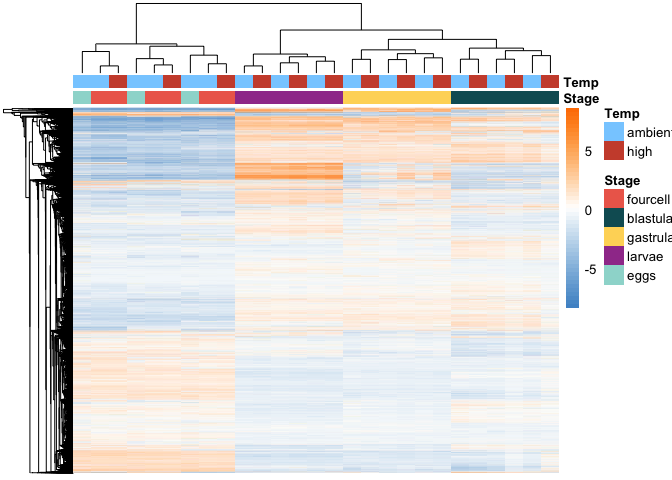 Temp
Stage
Temp
ambient
high
Stage
fourcell
blastula
gastrula
larvae
eggs
5
0
-5